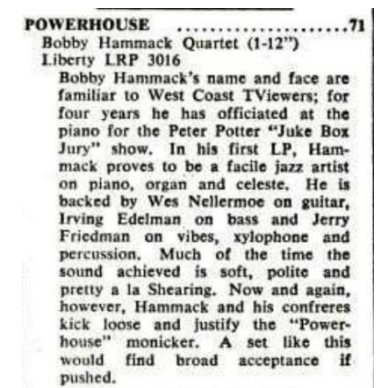 POWERHOUSE .....................71
Bobby Hammack Quartet (1-12")
Liberty LRP 3016
Bobby Hammack's name and face are
familiar to West Coast TViewers; for
four years he has officiated at the
piano for the Peter Potter "Juke Box
Jury" show. In his first LP, Ham-
mack proves to be a facile jazz artist
on piano, organ and celeste. He is
backed by Wes Nellermoe on guitar,
Irving Edelman on bass and Jerry
Friedman on vibes, xylophone and
percussion. Much of the time the
sound achieved is soft, polite and
pretty a la Shearing. Now and again,
however, Hammack and his confreres
kick loose and justify the "Power-
house" monicker. A set like this
would find broad acceptance if
pushed.